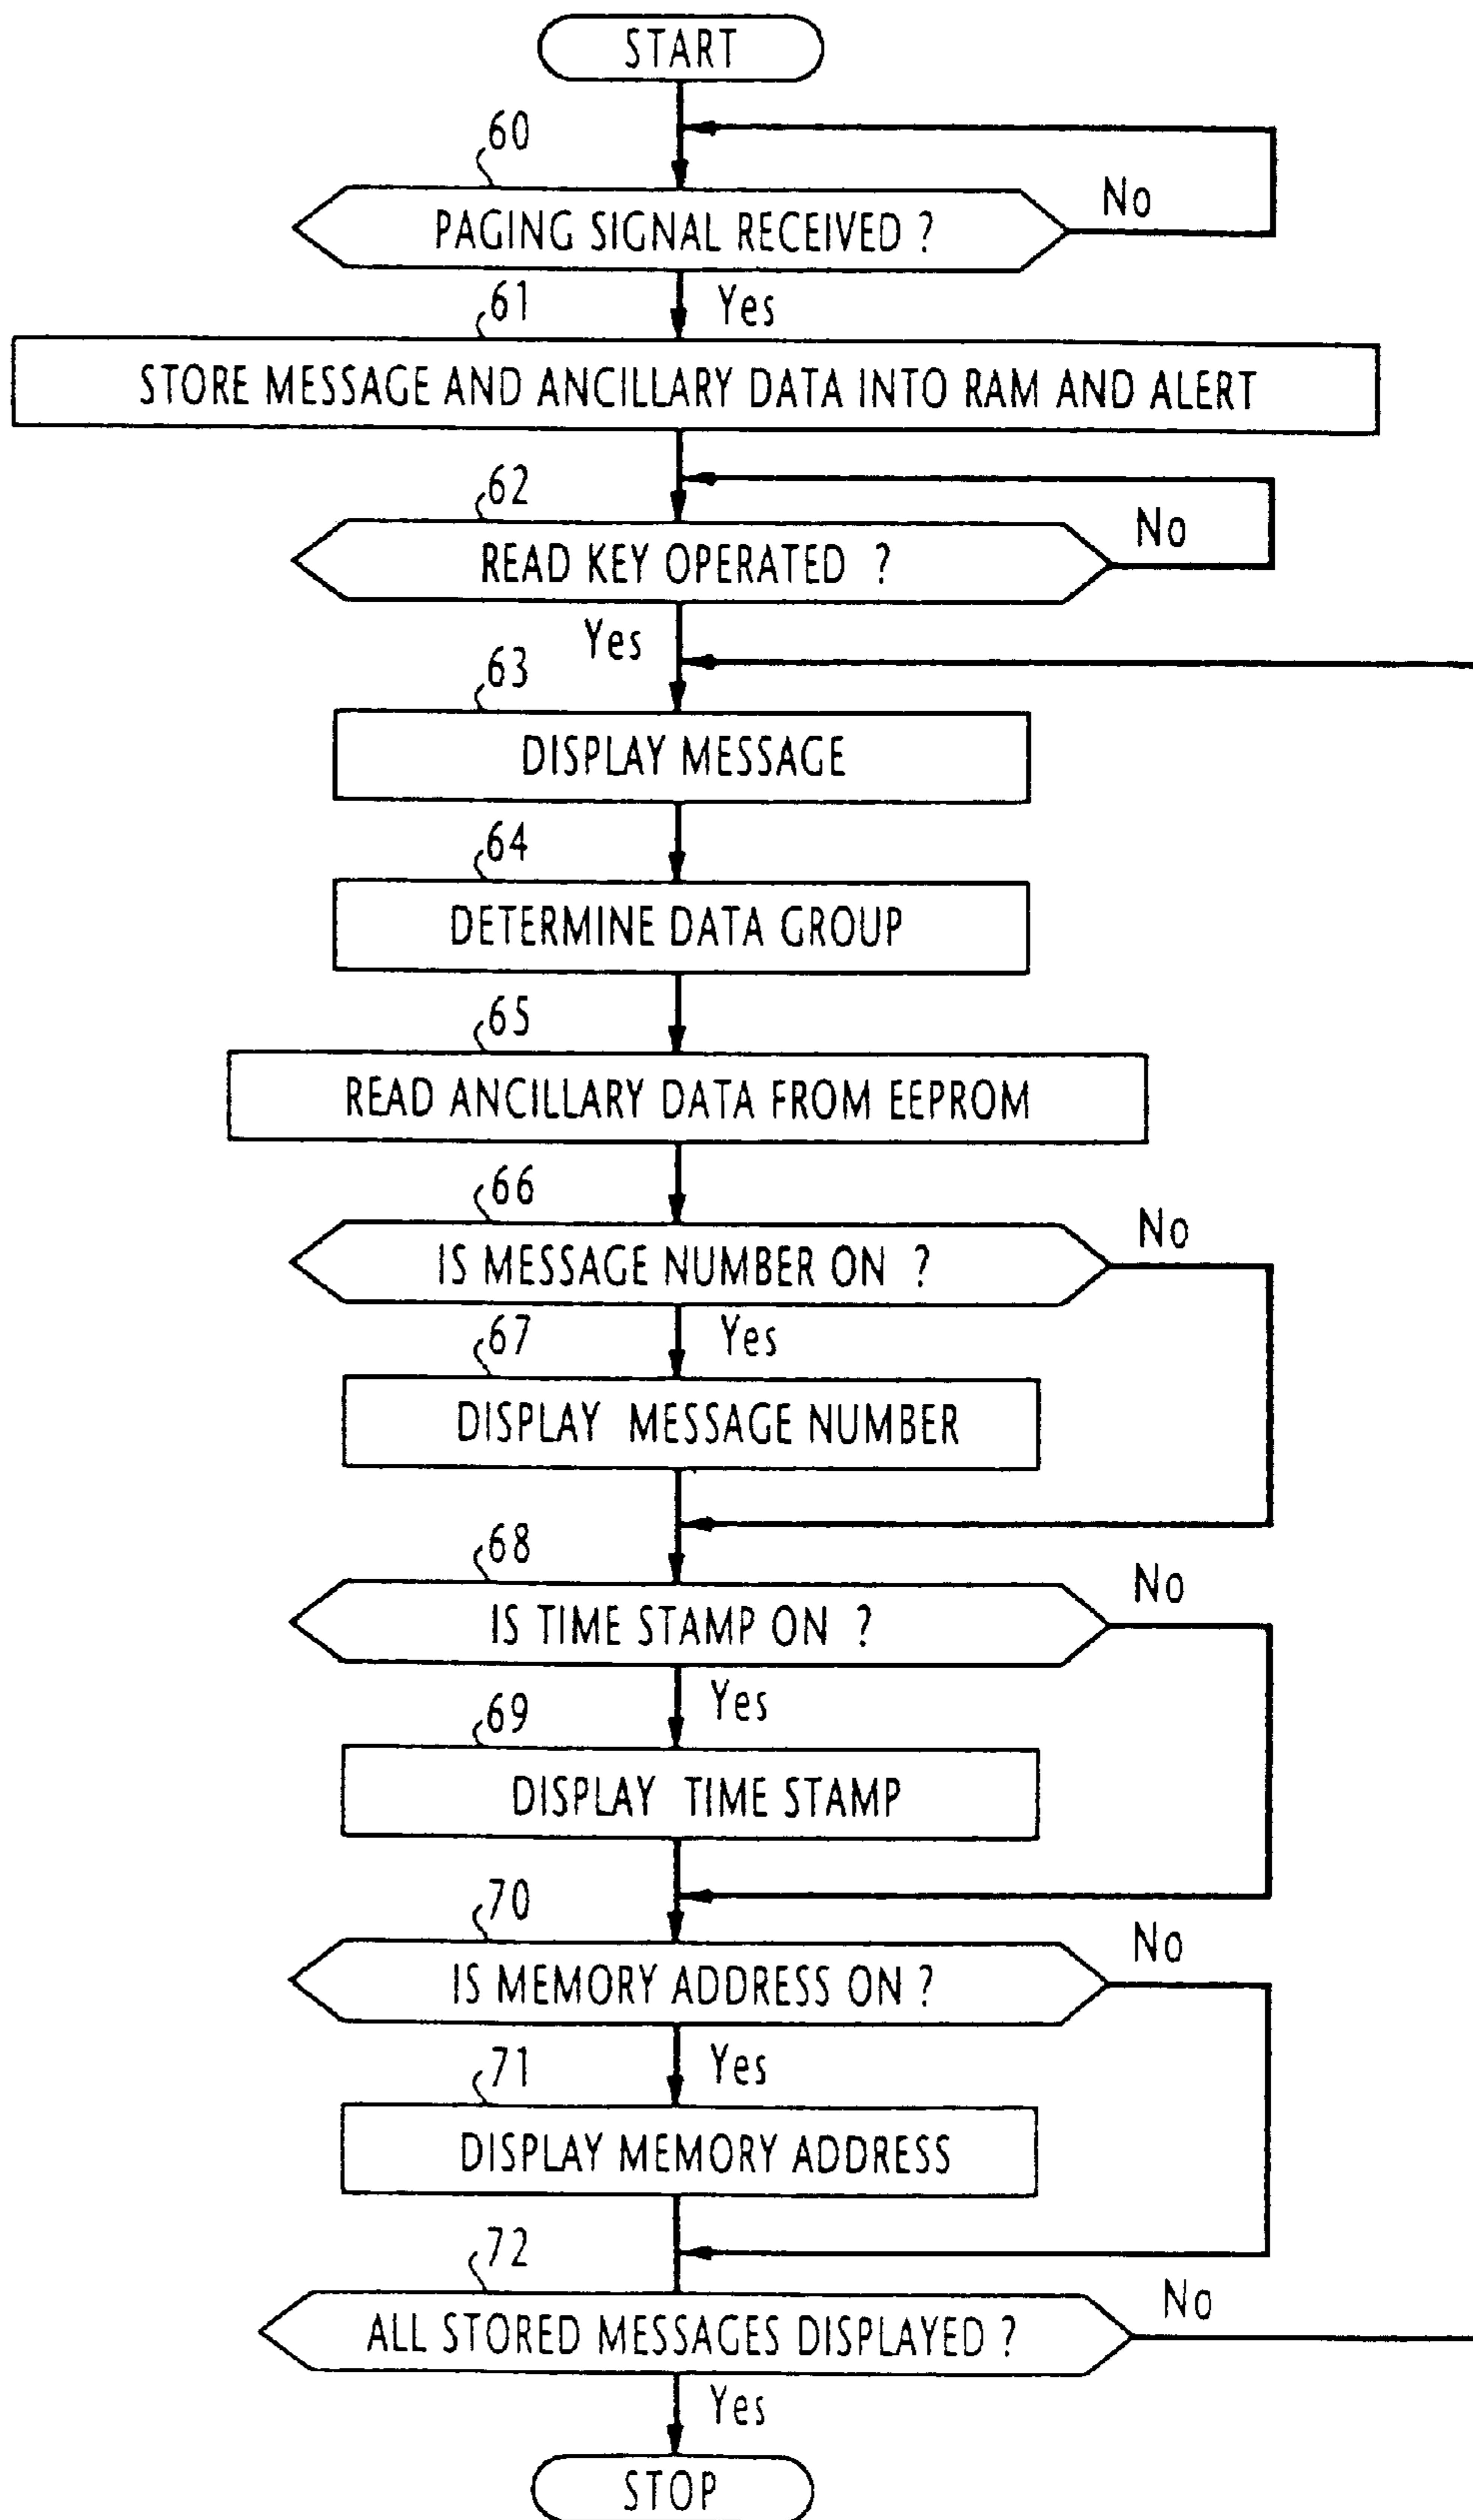 START
60
PAGING SIGNAL RECEIVED ?
No
Yes
61
STORE MESSAGE AND ANCILLARY DATA INTO RAM AND ALERT
62
READ KEY OPERATED ?
No
Yes
63
DISPLAY MESSAGE
64
DETERMINE DATA GROUP
65
READ ANCILLARY DATA FROM EEPROM
66
IS MESSAGE NUMBER ON ?
No
Yes
67
DISPLAY MESSAGE NUMBER
68
IS TIME STAMP ON ?
No
Yes
69
DISPLAY TIME STAMP
70
IS MEMORY ADDRESS ON ?
No
Yes
71
DISPLAY MEMORY ADDRESS
72
ALL STORED MESSAGES DISPLAYED ?
No
Yes
STOP